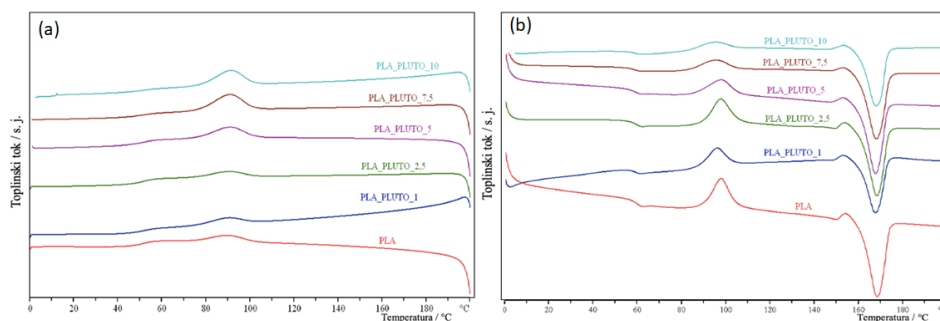 (a)
Toplinski tok / s. j.
PLA_PLUTO_10
PLA_PLUTO_7,5
PLA_PLUTO_5
PLA_PLUTO_2,5
PLA_PLUTO_1
PLA
0 20 40 60 80 100 120 140 160 180 °C
Temperatura / °C
(b)
Toplinski tok / s. j.
PLA_PLUTO_10
PLA_PLUTO_7,5
PLA_PLUTO_5
PLA_PLUTO_2,5
PLA_PLUTO_1
PLA
0 20 40 60 80 100 120 140 160 180
Temperatura / °C